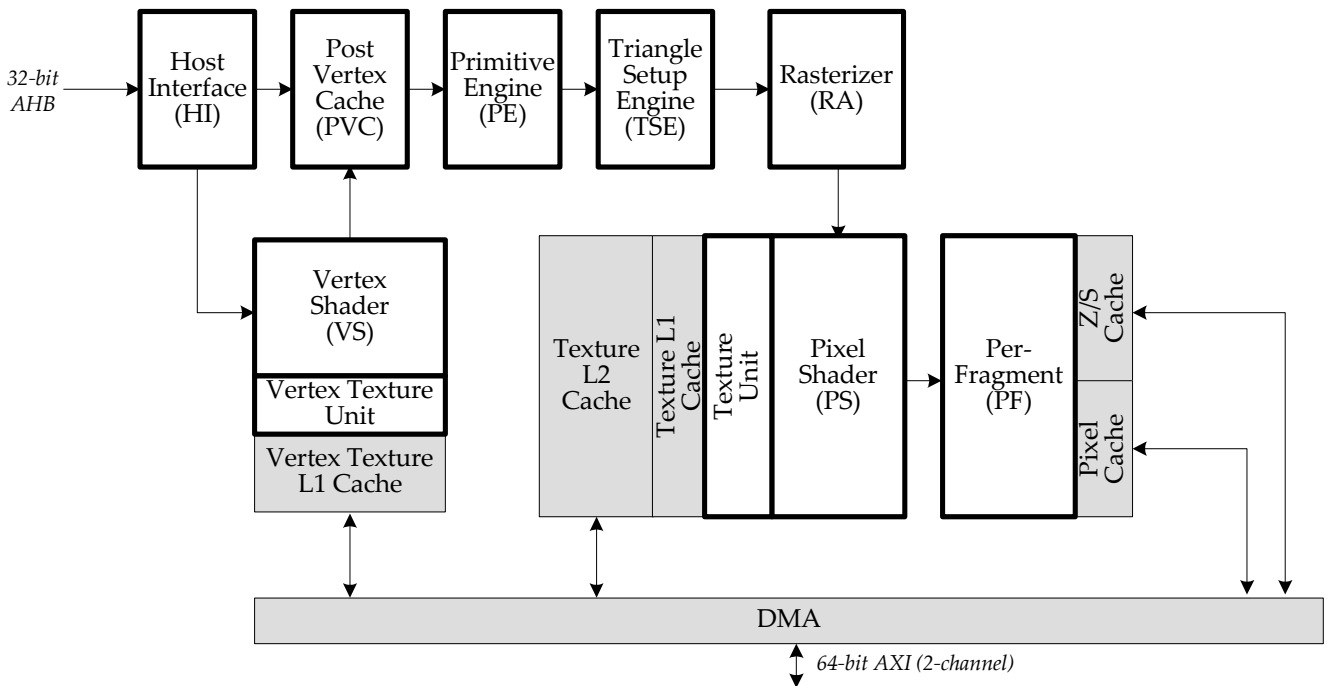 32-bit
AHB
Host
Interface
(HI)
Post
Vertex
Cache
(PVC)
Primitive
Engine
(PE)
Triangle
Setup
Engine
(TSE)
Rasterizer
(RA)
Vertex
Shader
(VS)
Vertex Texture
Unit
Vertex Texture
L1 Cache
Texture
L2
Cache
Texture L1
Cache
Texture
Unit
Pixel
Shader
(PS)
Per-
Fragment
(PF)
Z/S
Cache
Pixel
Cache
DMA
64-bit AXI (2-channel)